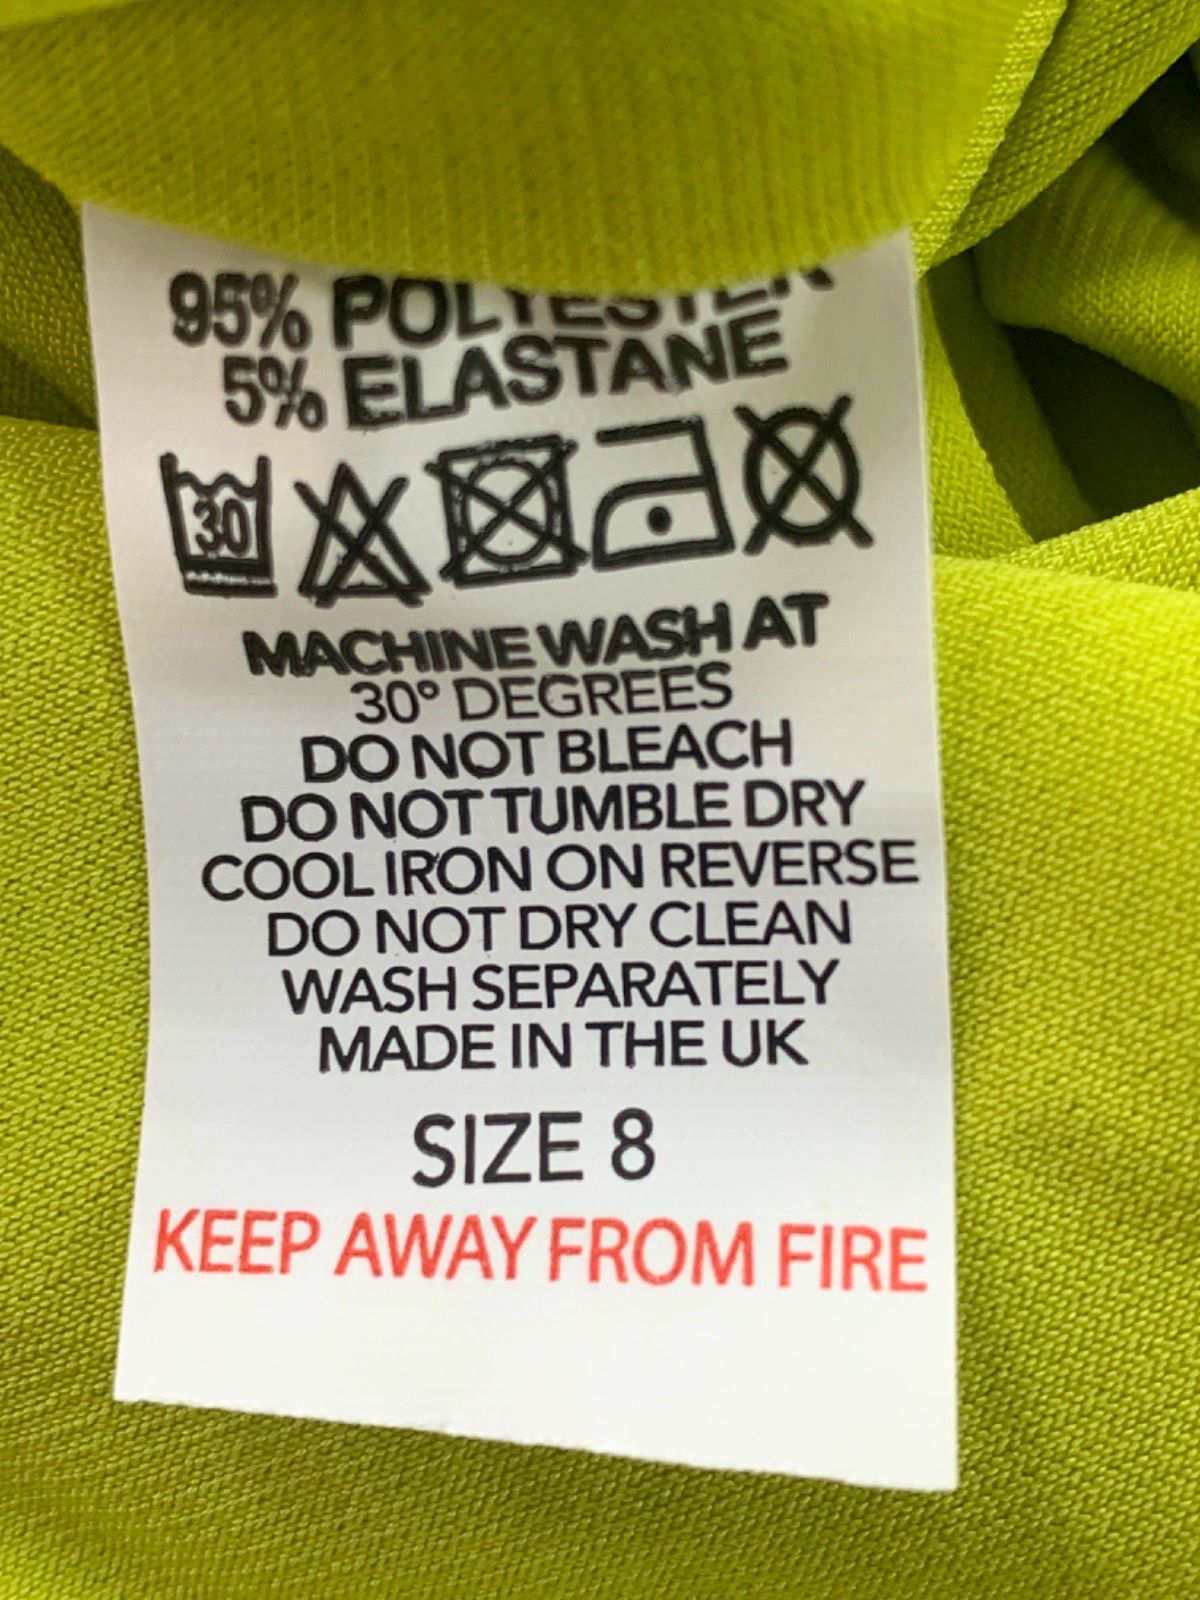 95% POLYESTER
5% ELASTANE
30
MACHINE WASH AT
30° DEGREES
DO NOT BLEACH
DO NOT TUMBLE DRY
COOL IRON ON REVERSE
DO NOT DRY CLEAN
WASH SEPARATELY
MADE IN THE UK
SIZE 8
KEEP AWAY FROM FIRE